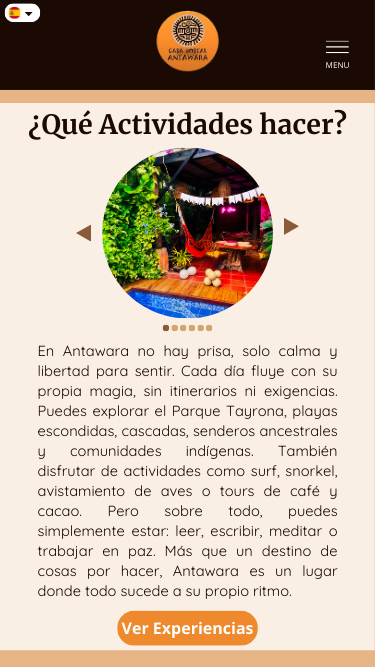 CASA HOSTAL
ANTAWARA
MENU
¿Qué Actividades hacer?
En Antawara no hay prisa, solo calma y
libertad para sentir. Cada día fluye con su
propia magia, sin itinerarios ni exigencias.
Puedes explorar el Parque Tayrona, playas
escondidas, cascadas, senderos ancestrales
y comunidades indígenas. También
disfrutar de actividades como surf, snorkel,
avistamiento de aves o tours de café y
cacao. Pero sobre todo, puedes
simplemente estar: leer, escribir, meditar o
trabajar en paz. Más que un destino de
cosas por hacer, Antawara es un lugar
donde todo sucede a su propio ritmo.
Ver Experiencias